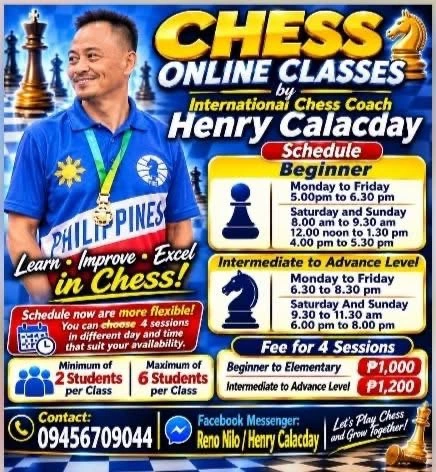 CHESS
ONLINE CLASSES
by
International Chess Coach
Henry Calacday
PHILIPPINES
Learn • Improve • Excel
in Chess!
Schedule
Beginner
Monday to Friday
5.00pm to 6.30 pm
Saturday and Sunday
8.00 am to 9.30 am
12.00 noon to 1.30 pm
4.00 pm to 5.30 pm
Intermediate to Advance Level
Monday to Friday
6.30 to 8.30 pm
Saturday And Sunday
9.30 to 11.30 am
6.00 pm to 8.00 pm
Schedule now are more flexible!
You can choose 4 sessions
in different day and time
that suit your availability.
Minimum of
2 Students
per Class
Maximum of
6 Students
per Class
Fee for 4 Sessions
Beginner to Elementary ₱1,000
Intermediate to Advance Level ₱1,200
Contact:
09456709044
Facebook Messenger:
Reno Nilo / Henry Calacday
Let's Play Chess
and Grow Together!